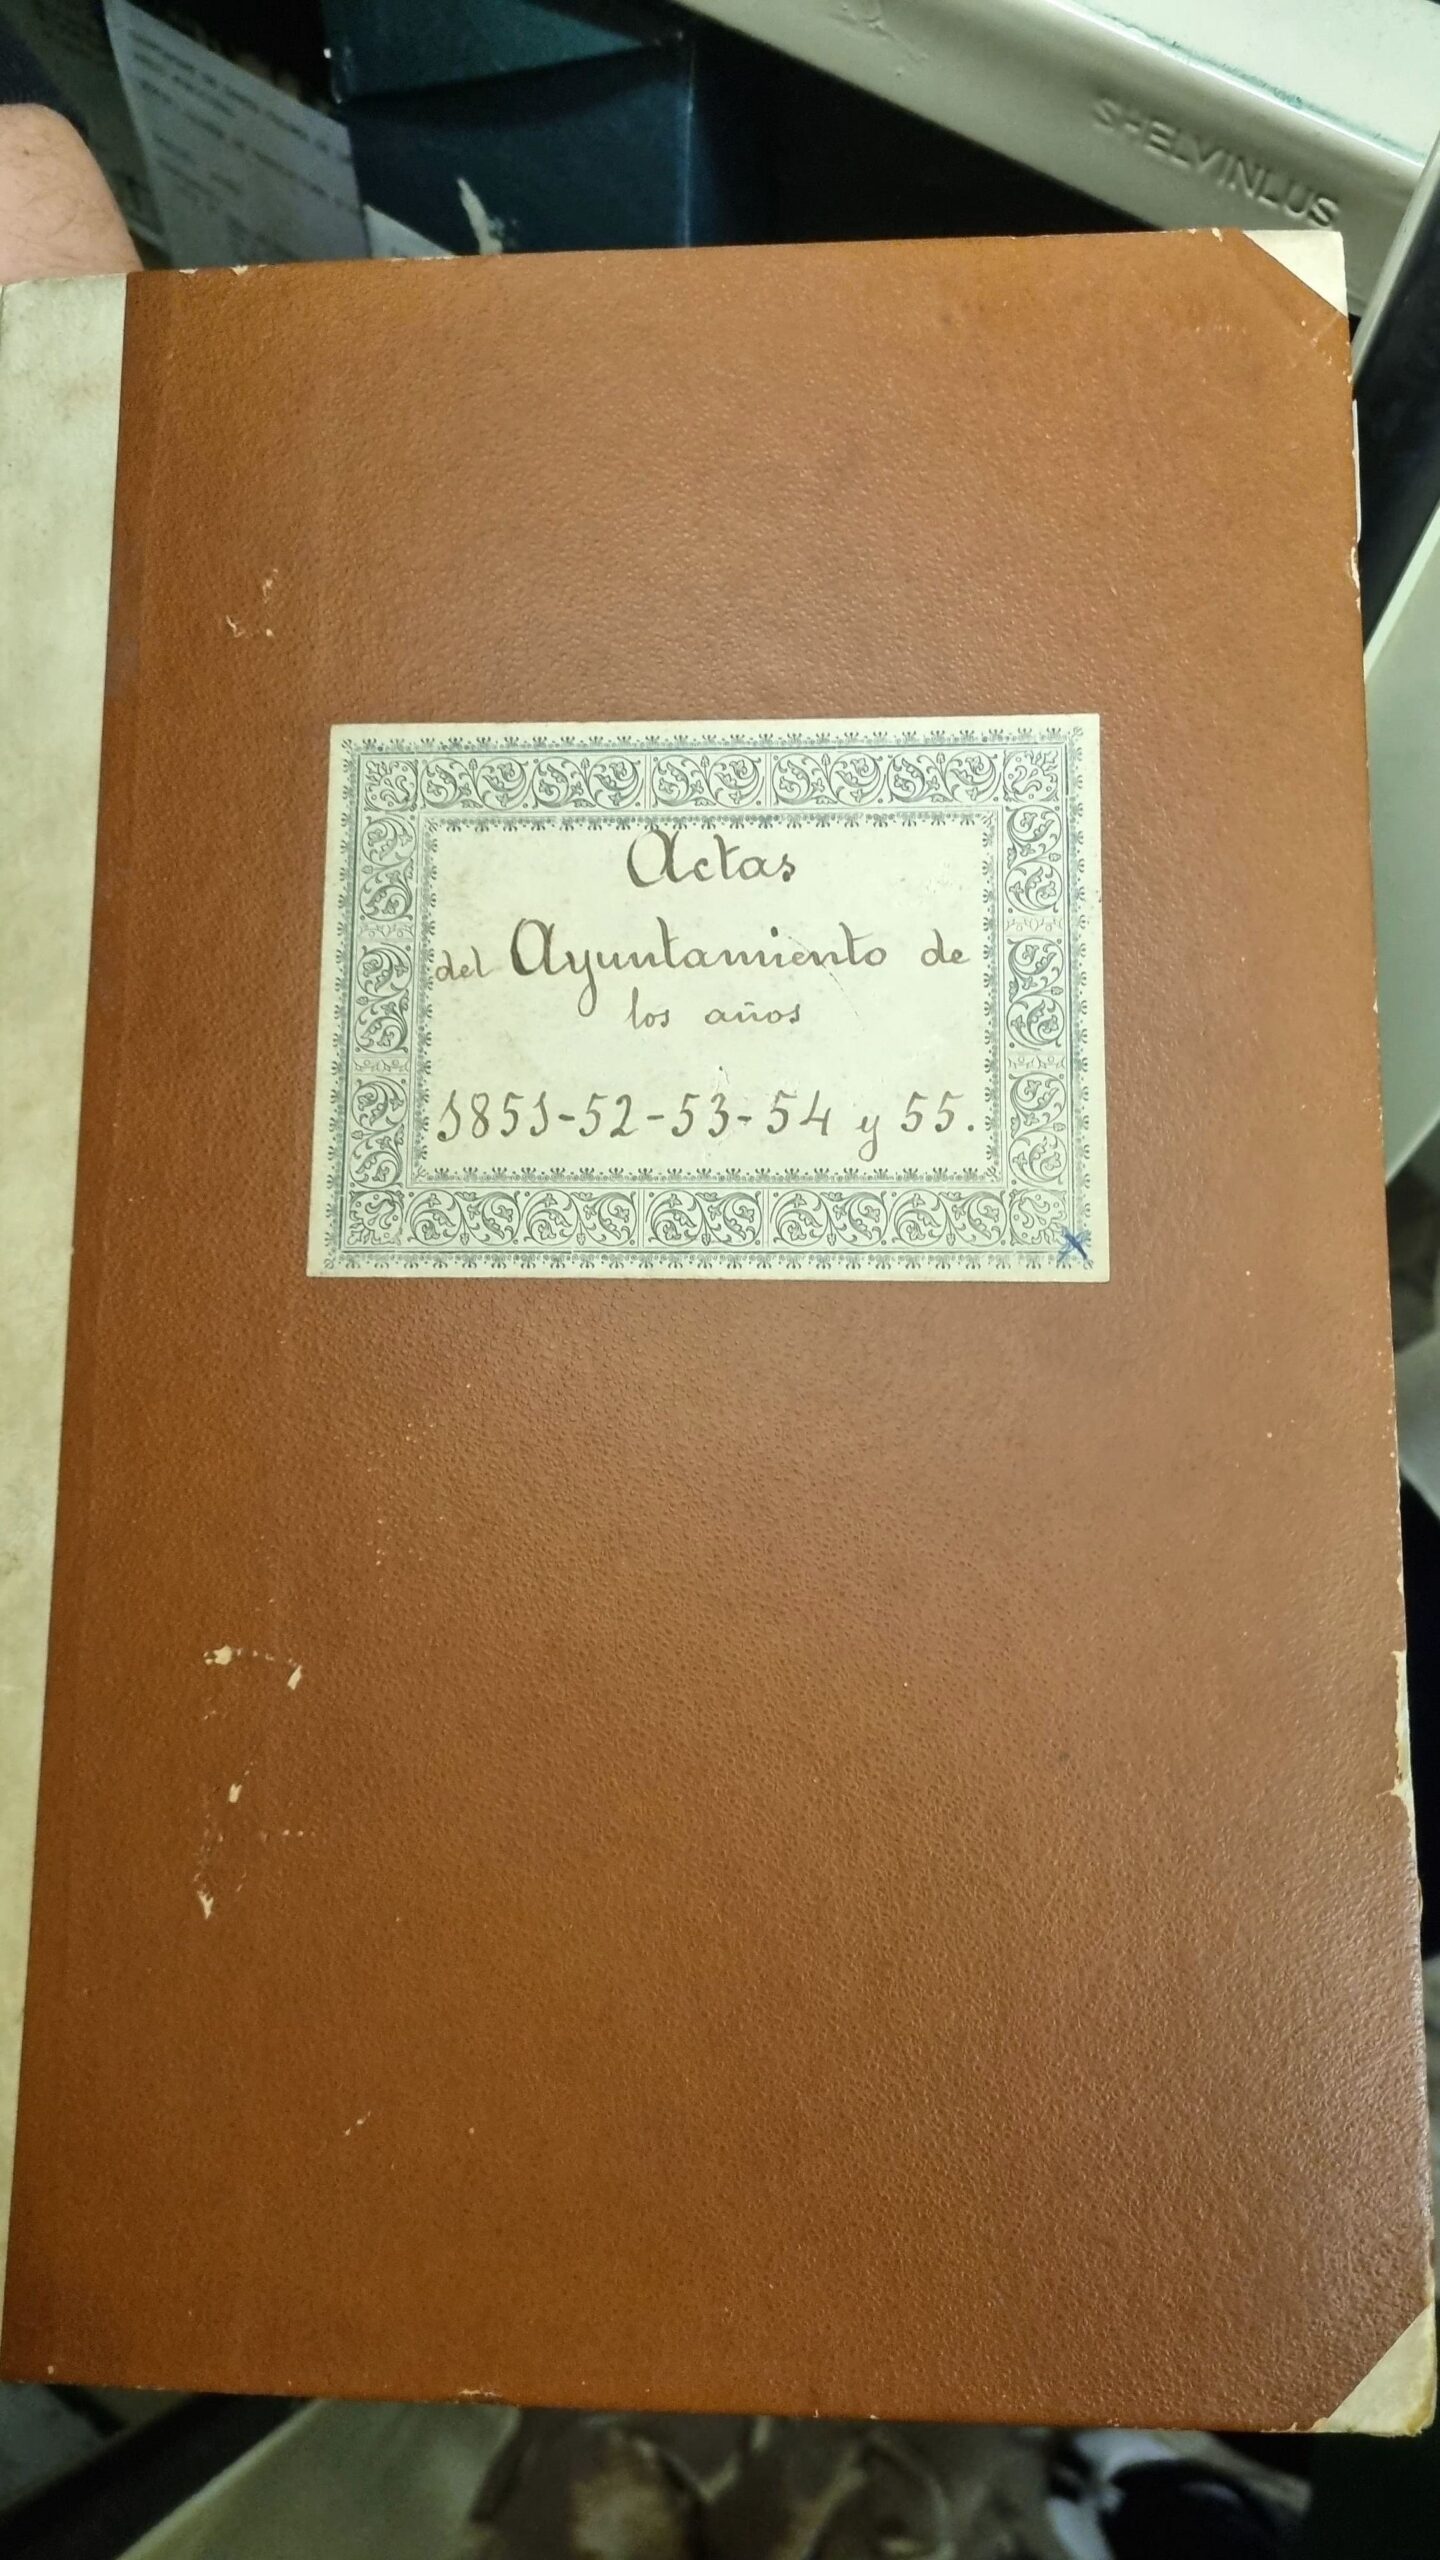 SHELVINLUS
Actas
del Ayuntamiento de
los años
1851-52-53-54 y 55.